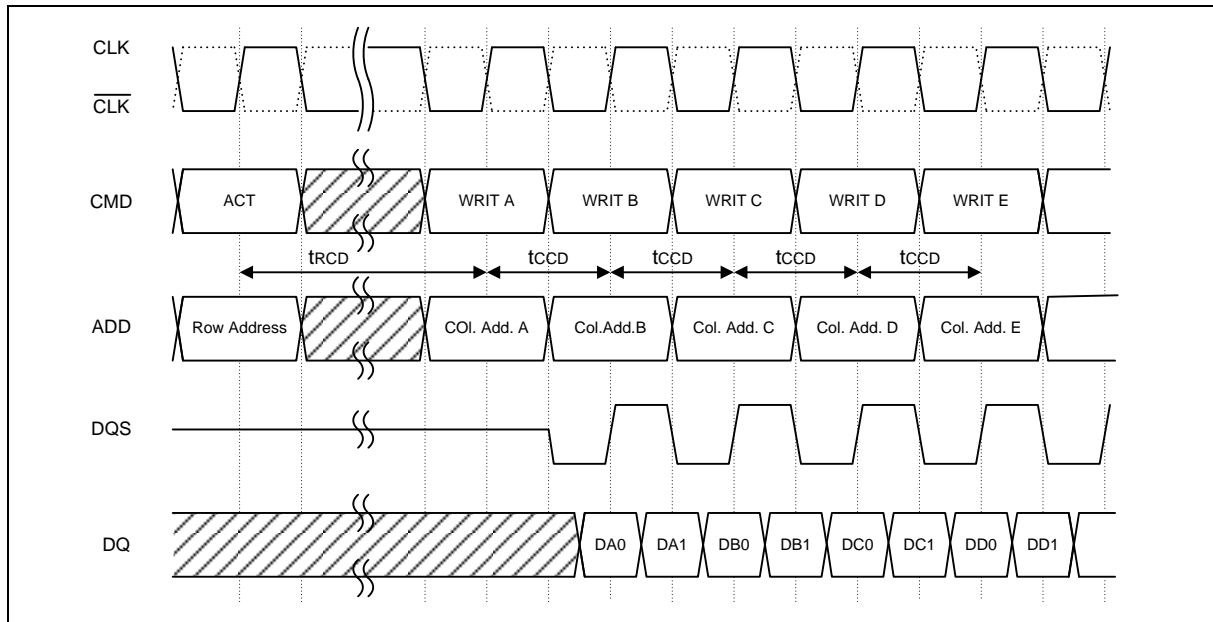 CLK
CLK
CMD ACT WRIT A WRIT B WRIT C WRIT D WRIT E
tRCD tCCD tCCD tCCD tCCD
ADD Row Address COl. Add. A Col.Add.B Col. Add. C Col. Add. D Col. Add. E
DQS
DQ DA0 DA1 DB0 DB1 DC0 DC1 DD0 DD1